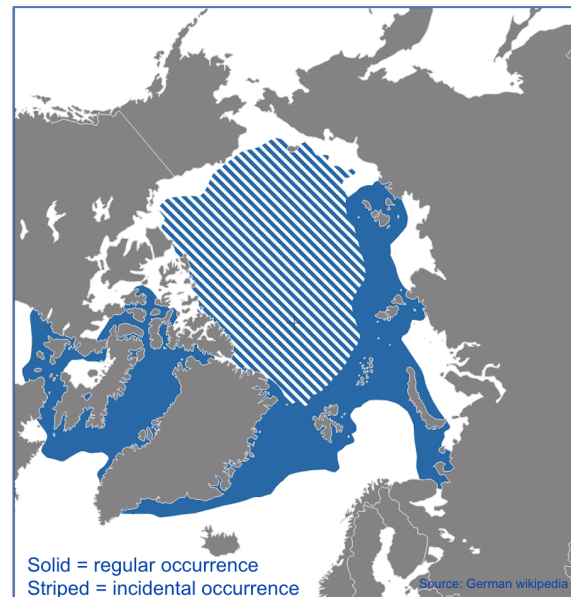 Solid = regular occurrence
Striped = incidental occurrence
Source: German wikipedia